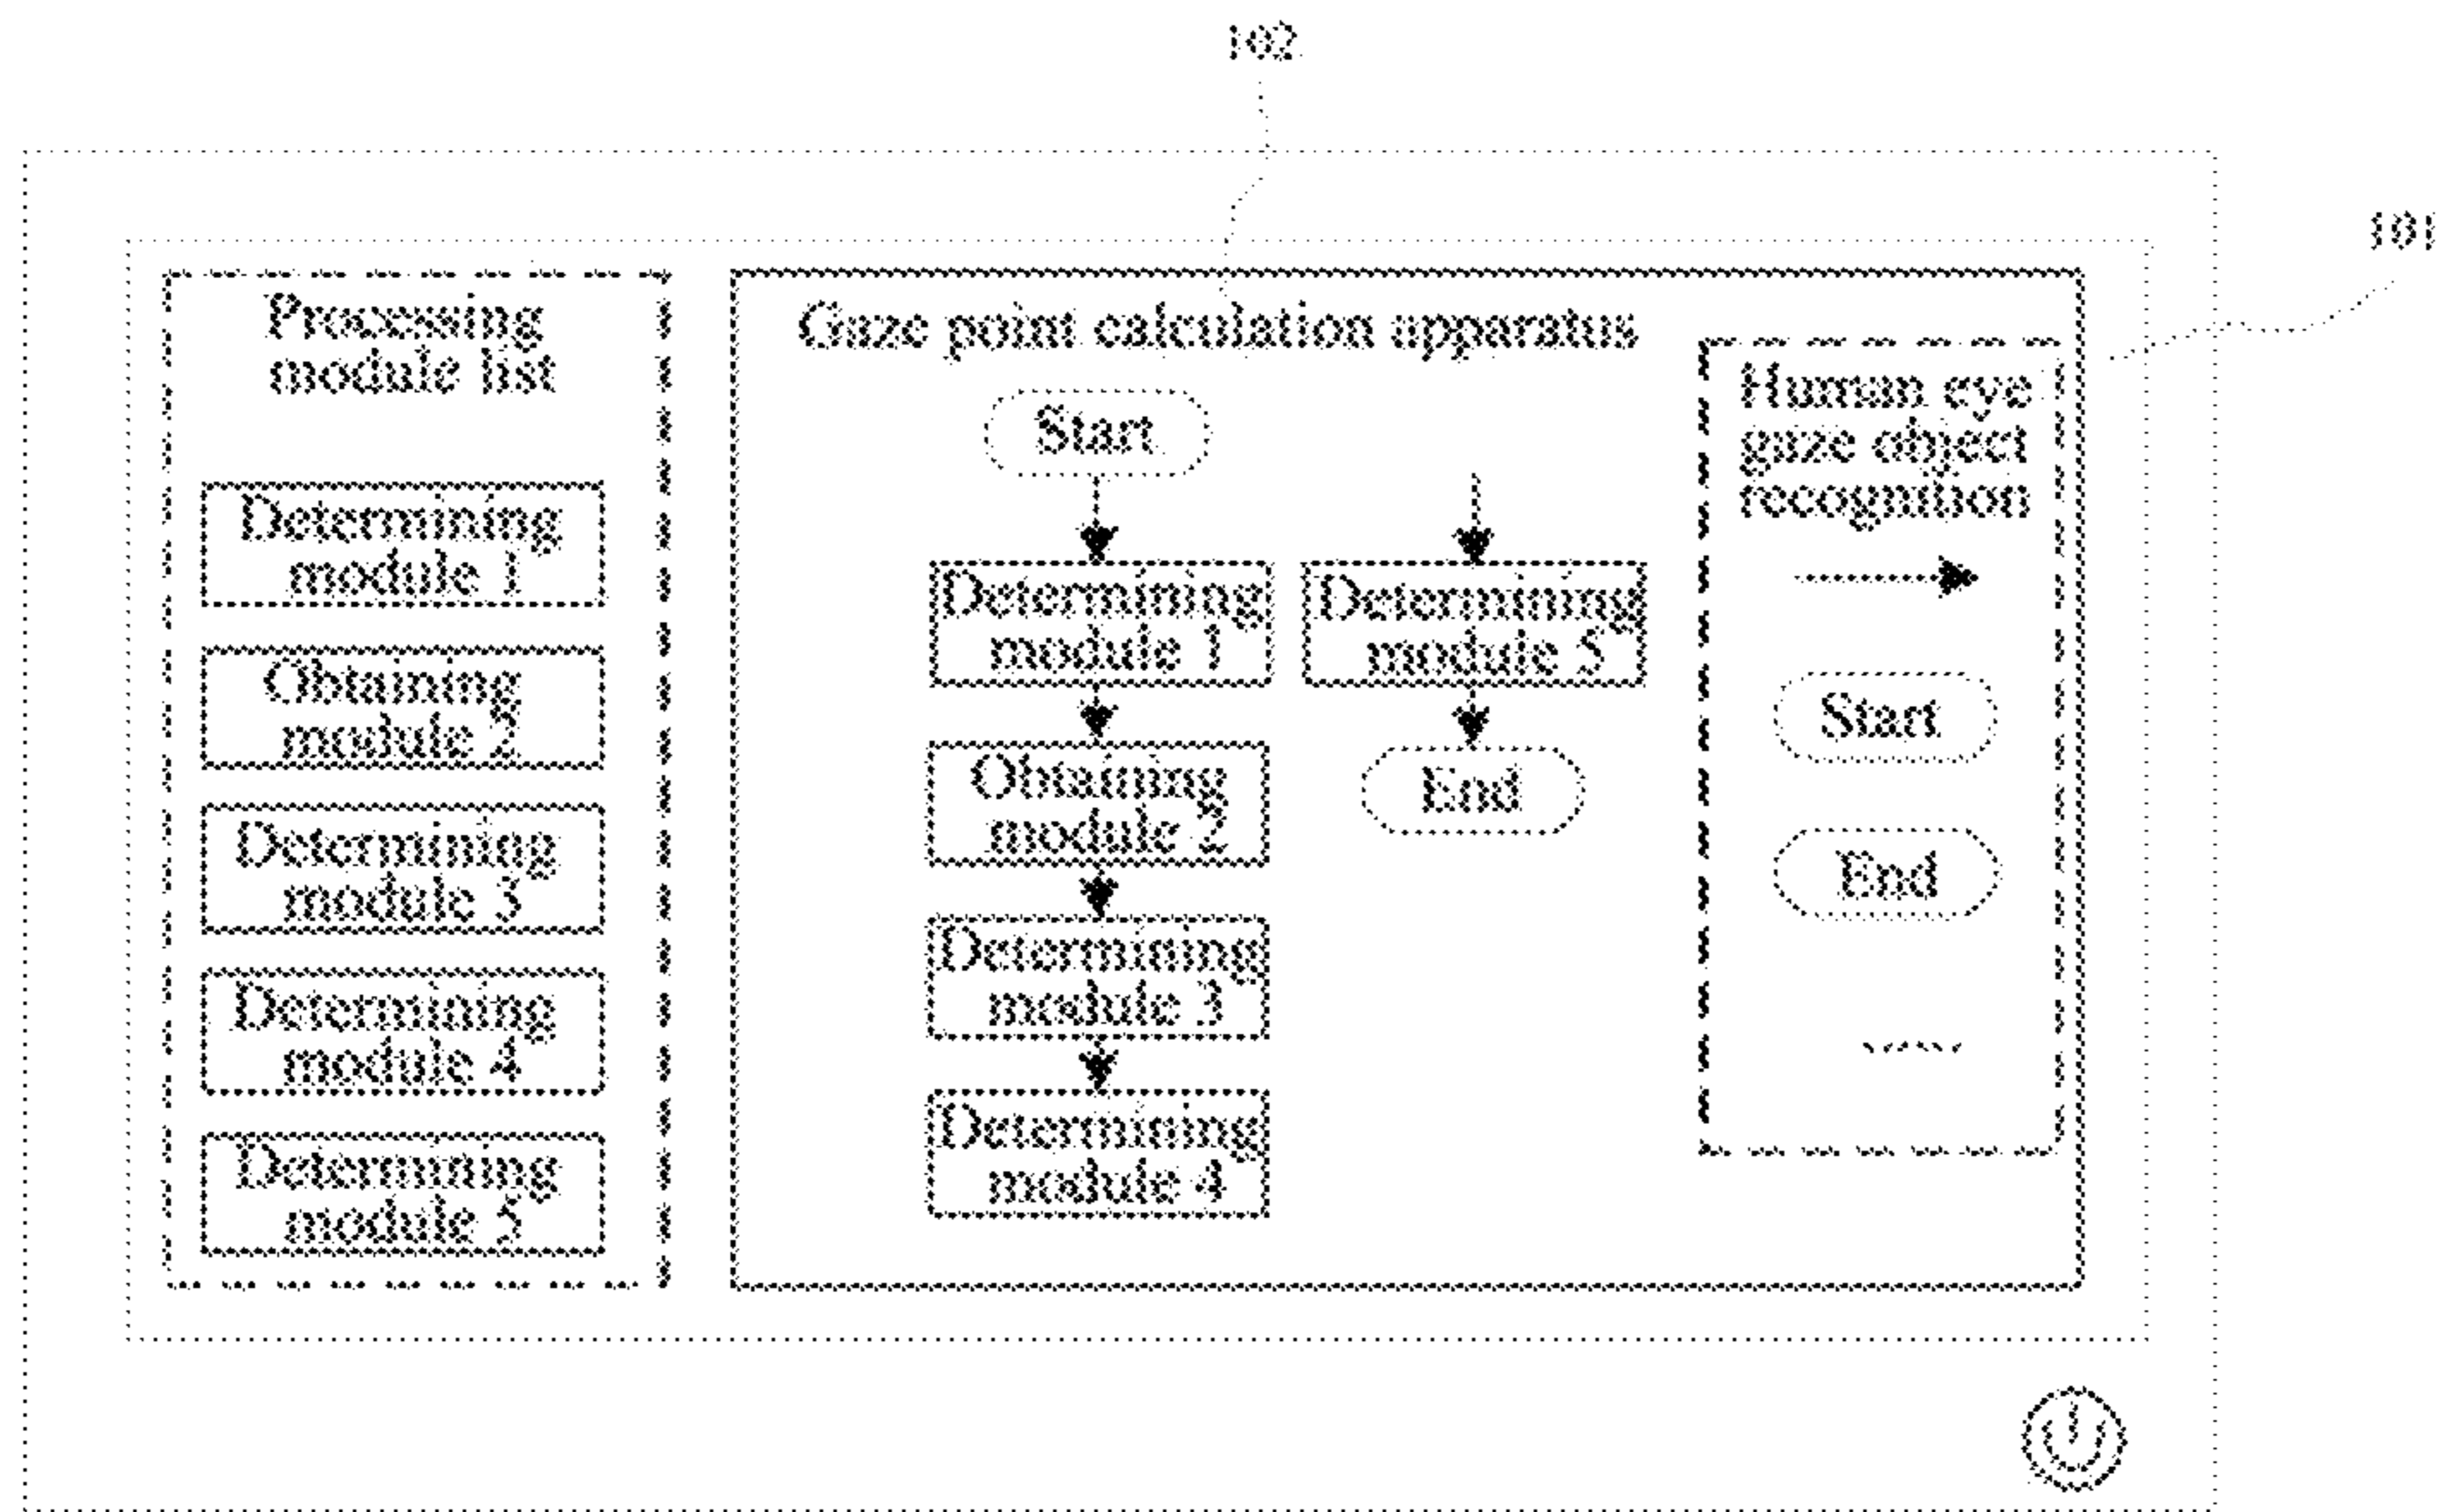 102
101
Processing
module list
Determining
module 1
Obtaining
module 2
Determining
module 3
Determining
module 4
Determining
module 5
Gaze point calculation apparatus
Start
Determining
module 1
Obtaining
module 2
Determining
module 3
Determining
module 4
Determining
module 5
End
Human eye
gaze object
recognition
Start
End